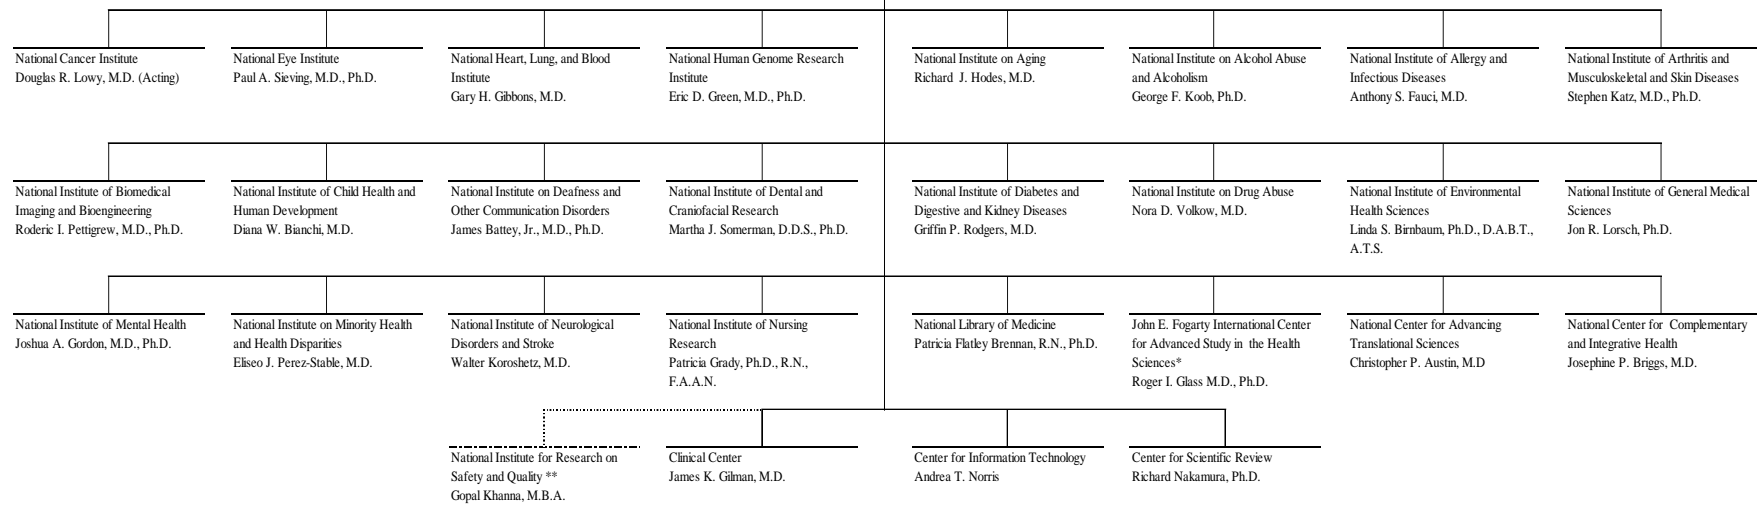 National Cancer Institute
Douglas R. Lowy, M.D. (Acting)
National Eye Institute
Paul A. Sieving, M.D., Ph.D.
National Heart, Lung, and Blood
Institute
Gary H. Gibbons, M.D.
National Human Genome Research
Institute
Eric D. Green, M.D., Ph.D.
National Institute on Aging
Richard J. Hodes, M.D.
National Institute on Alcohol Abuse
and Alcoholism
George F. Koob, Ph.D.
National Institute of Allergy and
Infectious Diseases
Anthony S. Fauci, M.D.
National Institute of Arthritis and
Musculoskeletal and Skin Diseases
Stephen Katz, M.D., Ph.D.
National Institute of Biomedical
Imaging and Bioengineering
Roderic I. Pettigrew, M.D., Ph.D.
National Institute of Child Health and
Human Development
Diana W. Bianchi, M.D.
National Institute on Deafness and
Other Communication Disorders
James Battey, Jr., M.D., Ph.D.
National Institute of Dental and
Craniofacial Research
Martha J. Somerman, D.D.S., Ph.D.
National Institute of Diabetes and
Digestive and Kidney Diseases
Griffin P. Rodgers, M.D.
National Institute on Drug Abuse
Nora D. Volkow, M.D.
National Institute of Environmental
Health Sciences
Linda S. Birnbaum, Ph.D., D.A.B.T.,
A.T.S.
National Institute of General Medical
Sciences
Jon R. Lorsch, Ph.D.
National Institute of Mental Health
Joshua A. Gordon, M.D., Ph.D.
National Institute on Minority Health
and Health Disparities
Eliseo J. Perez-Stable, M.D.
National Institute of Neurological
Disorders and Stroke
Walter Koroshetz, M.D.
National Institute of Nursing
Research
Patricia Grady, Ph.D., R.N.,
F.A.A.N.
National Library of Medicine
Patricia Flatley Brennan, R.N., Ph.D.
John E. Fogarty International Center
for Advanced Study in the Health
Sciences*
Roger I. Glass M.D., Ph.D.
National Center for Advancing
Translational Sciences
Christopher P. Austin, M.D
National Center for Complementary
and Integrative Health
Josephine P. Briggs, M.D.
National Institute for Research on
Safety and Quality **
Gopal Khanna, M.B.A.
Clinical Center
James K. Gilman, M.D.
Center for Information Technology
Andrea T. Norris
Center for Scientific Review
Richard Nakamura, Ph.D.